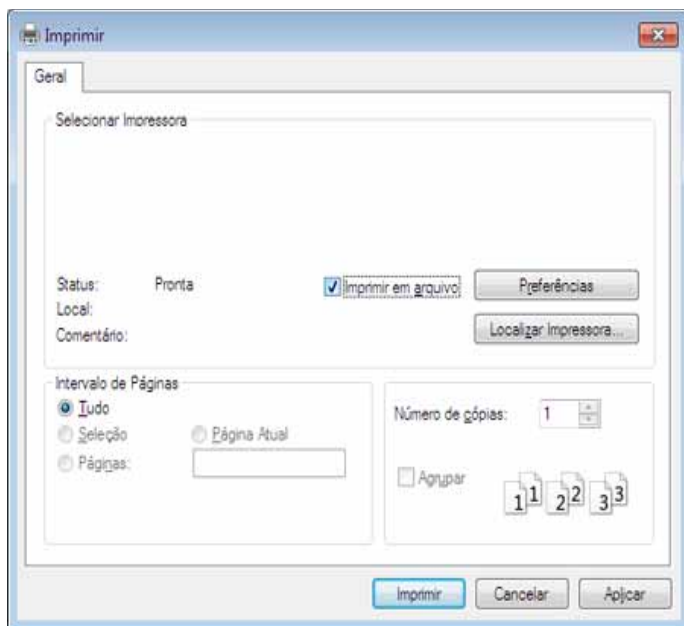 Imprimir
Geral
Selecionar Impressora
Status: Pronta
Imprimir em arquivo
Preferências
Local:
Localizar Impressora...
Comentário:
Intervalo de Páginas
Tudo
Seleção
Página Atual
Páginas:
Número de cópias: 1
Agrupar
1 1 2 2 3 3
Imprimir
Cancelar
Aplicar